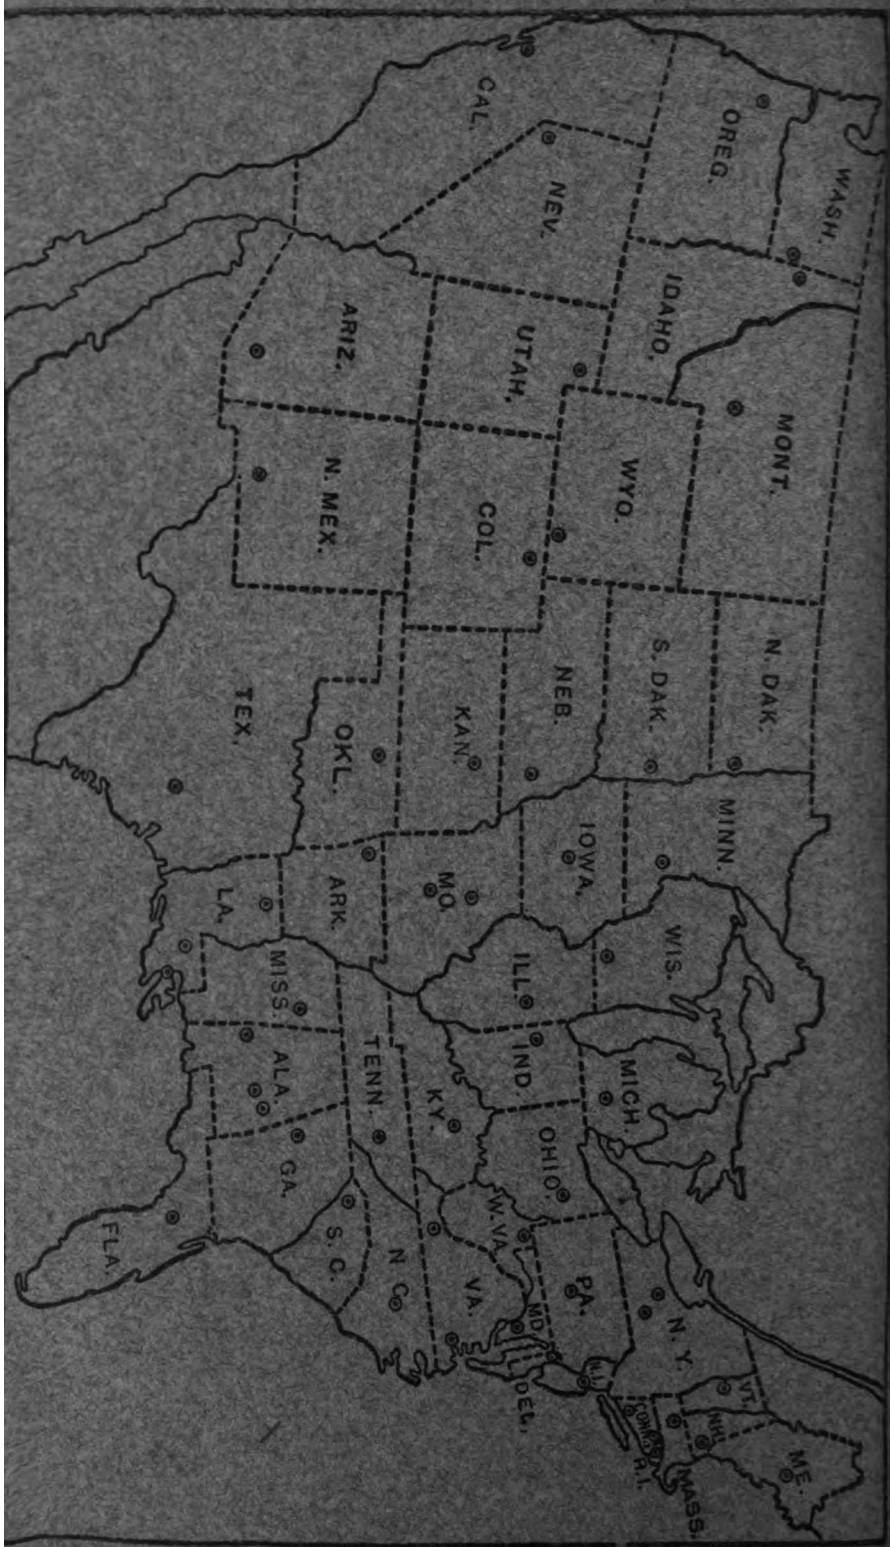 WASH.
OREG.
CAL.
NEV.
IDAHO.
MONT.
WYO.
UTAH,
COL.
ARIZ.
N. MEX.
N. DAK.
S. DAK.
NEB.
KAN.
OKL.
TEX.
MINN.
IOWA.
MO.
ARK.
LA.
WIS.
ILL.
MICH.
IND.
OHIO.
KY.
TENN.
MISS.
ALA.
GA.
FLA.
S. C.
N C.
VA.
W. VA.
MD
DEL,
PA.
N.J.
N. Y.
CONN.
R.I.
MASS.
VT.
N.H.
ME.